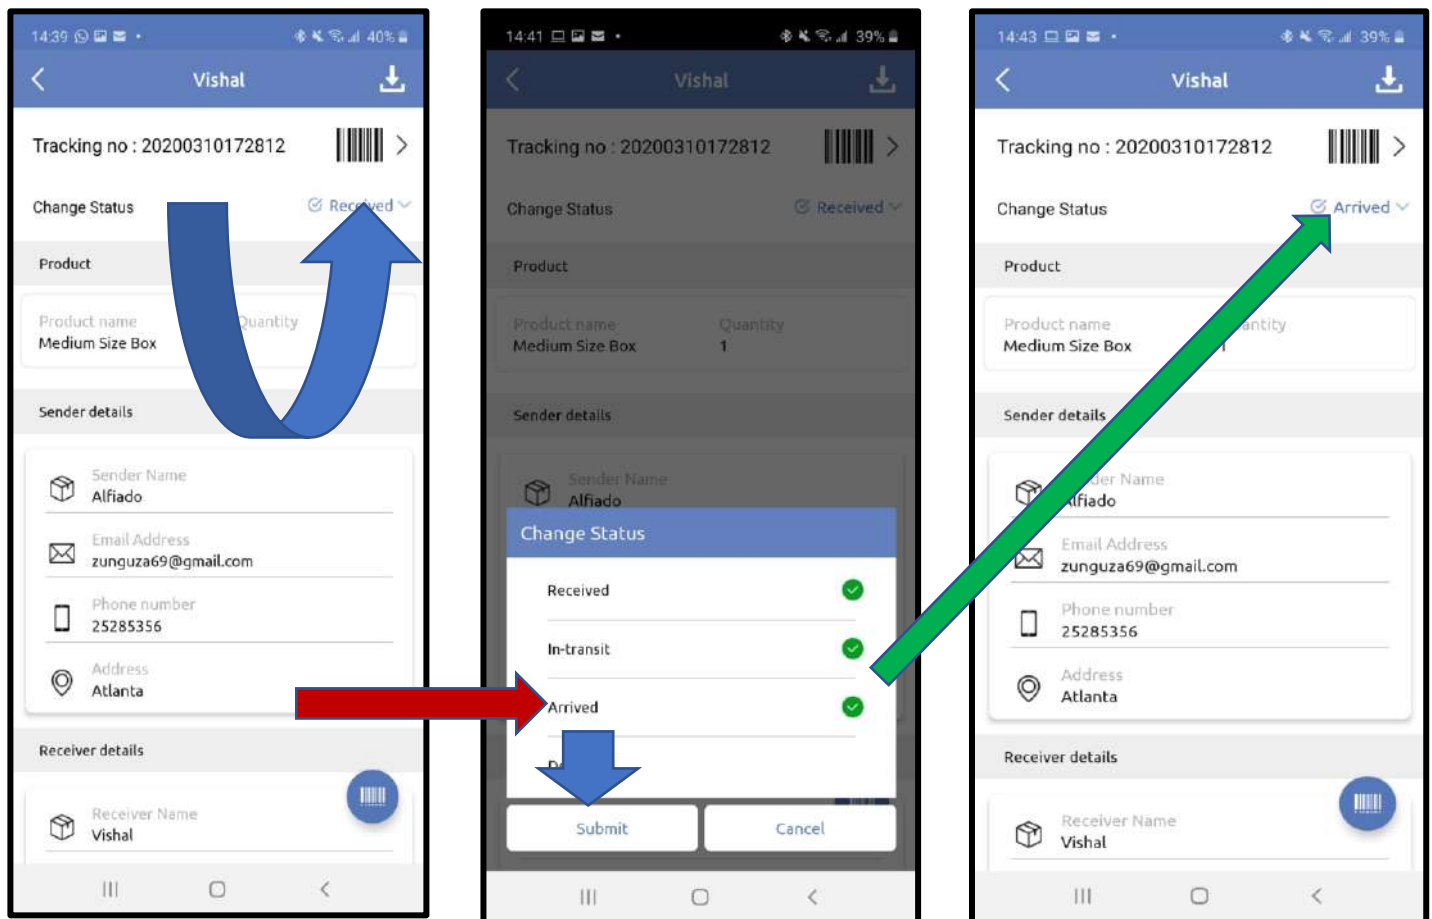 14:39
40%
Vishal
Tracking no : 20200310172812
Change Status
Received
Product
Product name
Quantity
Medium Size Box
Sender details
Sender Name
Alfiado
Email Address
zunguza69@gmail.com
Phone number
25285356
Address
Atlanta
Receiver details
Receiver Name
Vishal
14:41
39%
Vishal
Tracking no : 20200310172812
Change Status
Received
Product
Product name
Quantity
Medium Size Box
1
Sender details
Sender Name
Alfiado
Change Status
Received
In-transit
Arrived
Submit
Cancel
14:43
39%
Vishal
Tracking no : 20200310172812
Change Status
Arrived
Product
Product name
Medium Size Box
Sender details
Name
Alfiado
Email Address
zunguza69@gmail.com
Phone number
25285356
Address
Atlanta
Receiver details
Receiver Name
Vishal